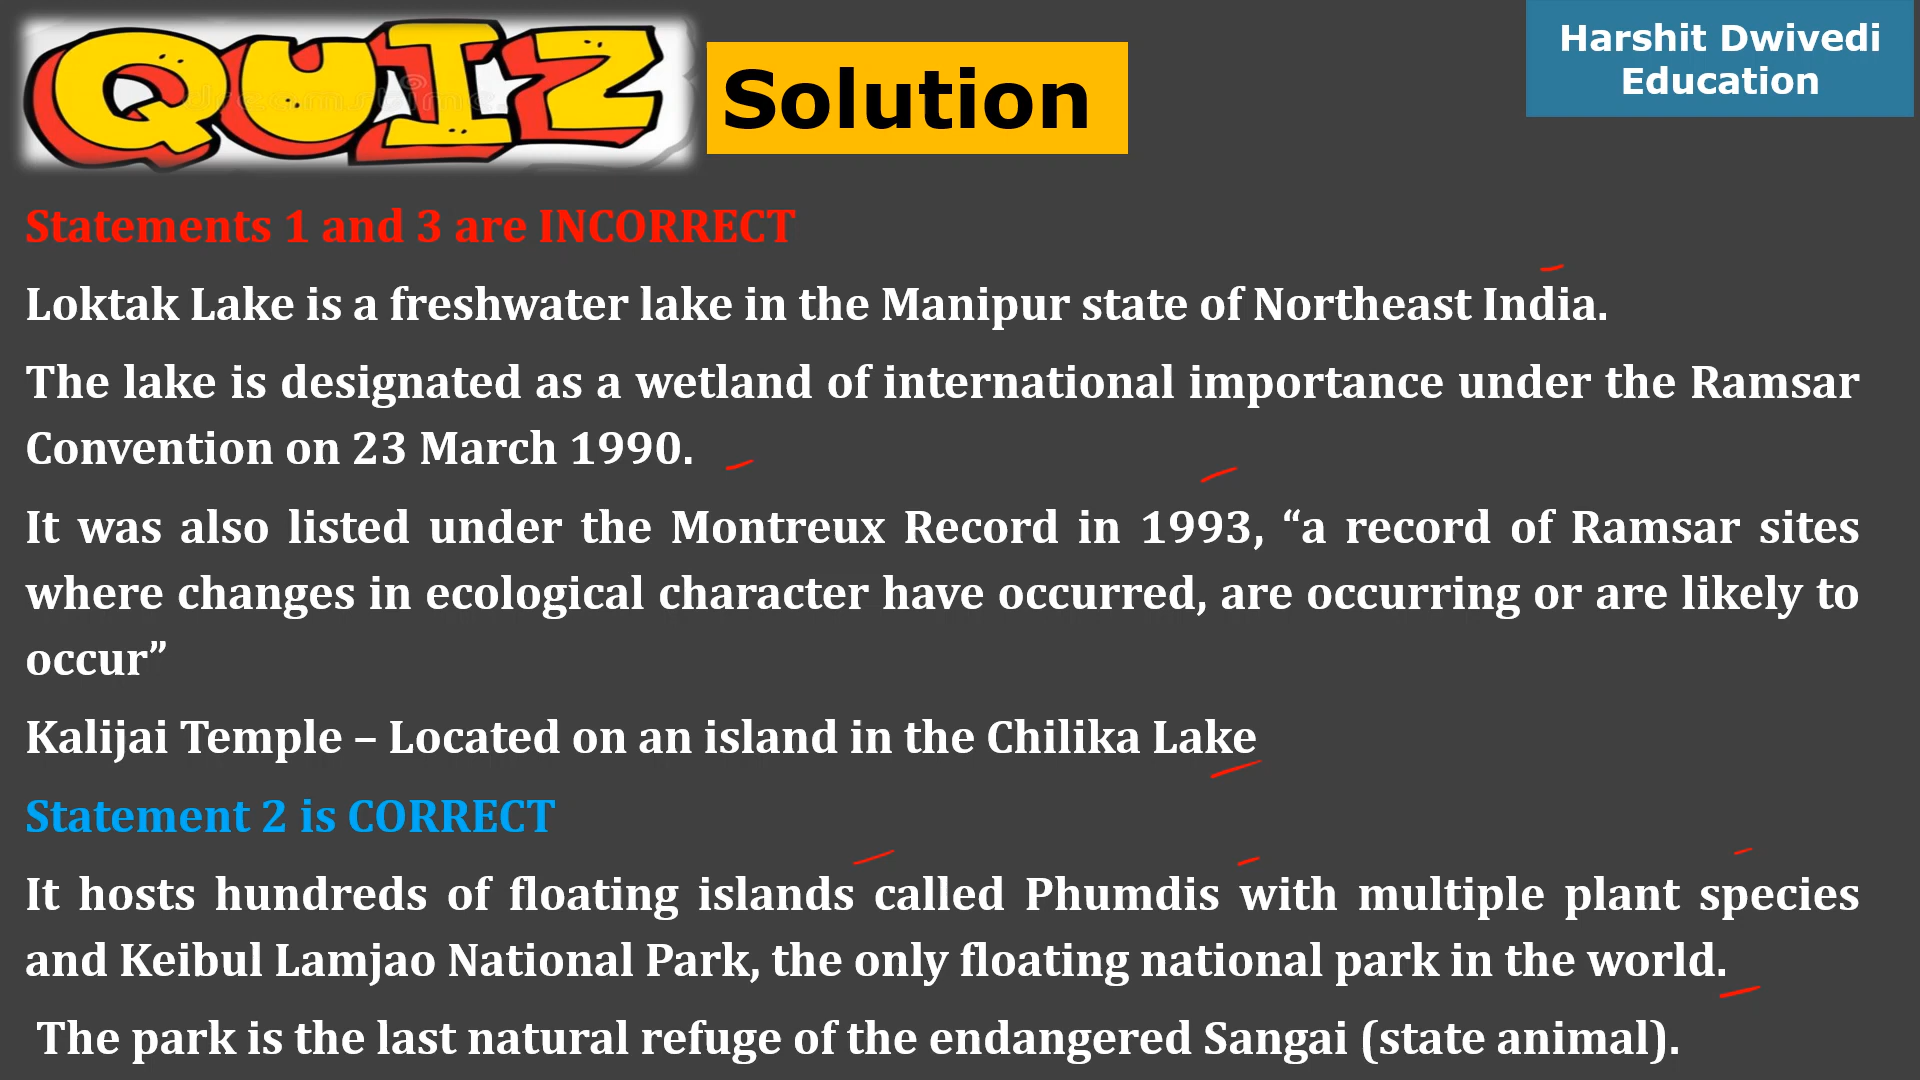 QUIZ
Solution
Harshit Dwivedi
Education
Statements 1 and 3 are INCORRECT
Loktak Lake is a freshwater lake in the Manipur state of Northeast India.
The lake is designated as a wetland of international importance under the Ramsar
Convention on 23 March 1990.
It was also listed under the Montreux Record in 1993, “a record of Ramsar sites
where changes in ecological character have occurred, are occurring or are likely to
occur”
Kalijai Temple – Located on an island in the Chilika Lake
Statement 2 is CORRECT
It hosts hundreds of floating islands called Phumdis with multiple plant species
and Keibul Lamjao National Park, the only floating national park in the world.
The park is the last natural refuge of the endangered Sangai (state animal).